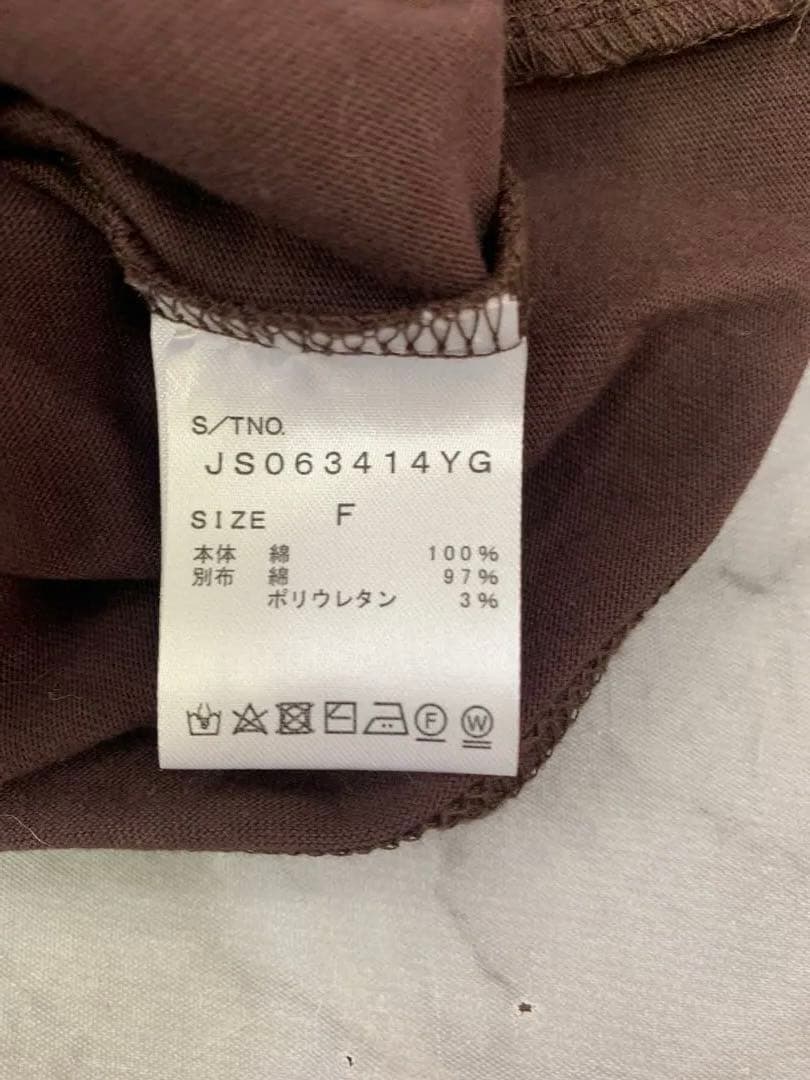 S/TNO.
JS063414YG
SIZE F
本体 綿 100%
別布 綿 97%
ポリウレタン 3%
F W